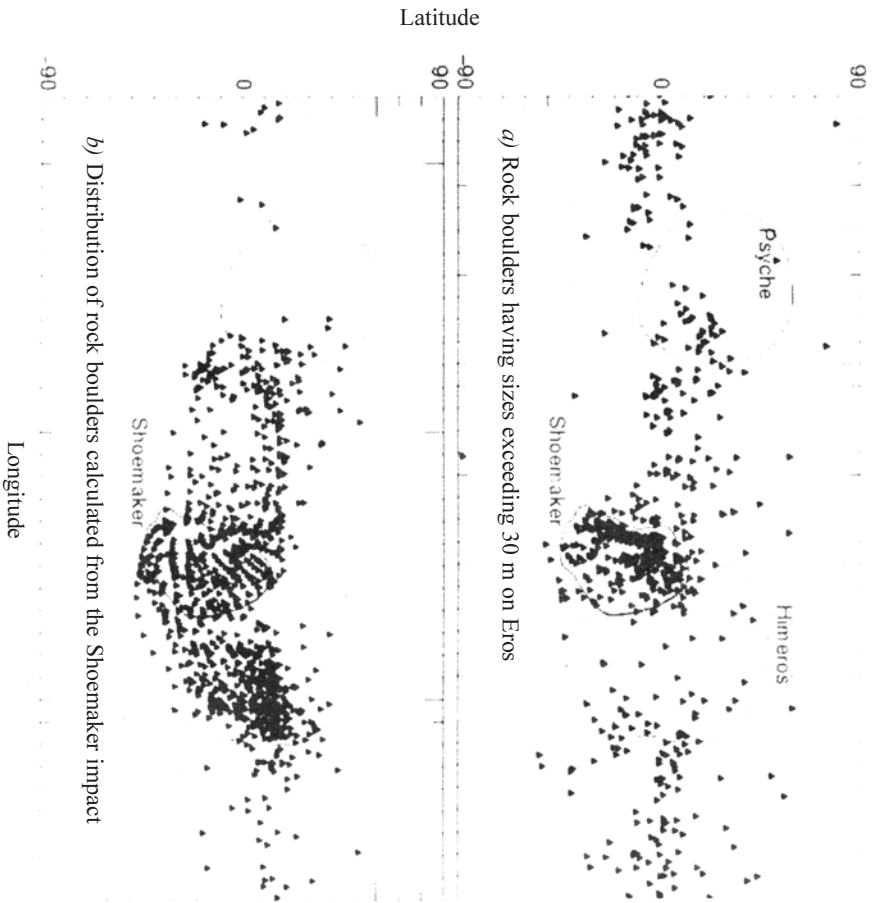 Latitude
90
Himeros
Psyche
0
Shoemaker
a) Rock boulders having sizes exceeding 30 m on Eros
-90
90
0
Shoemaker
b) Distribution of rock boulders calculated from the Shoemaker impact
-90
Longitude